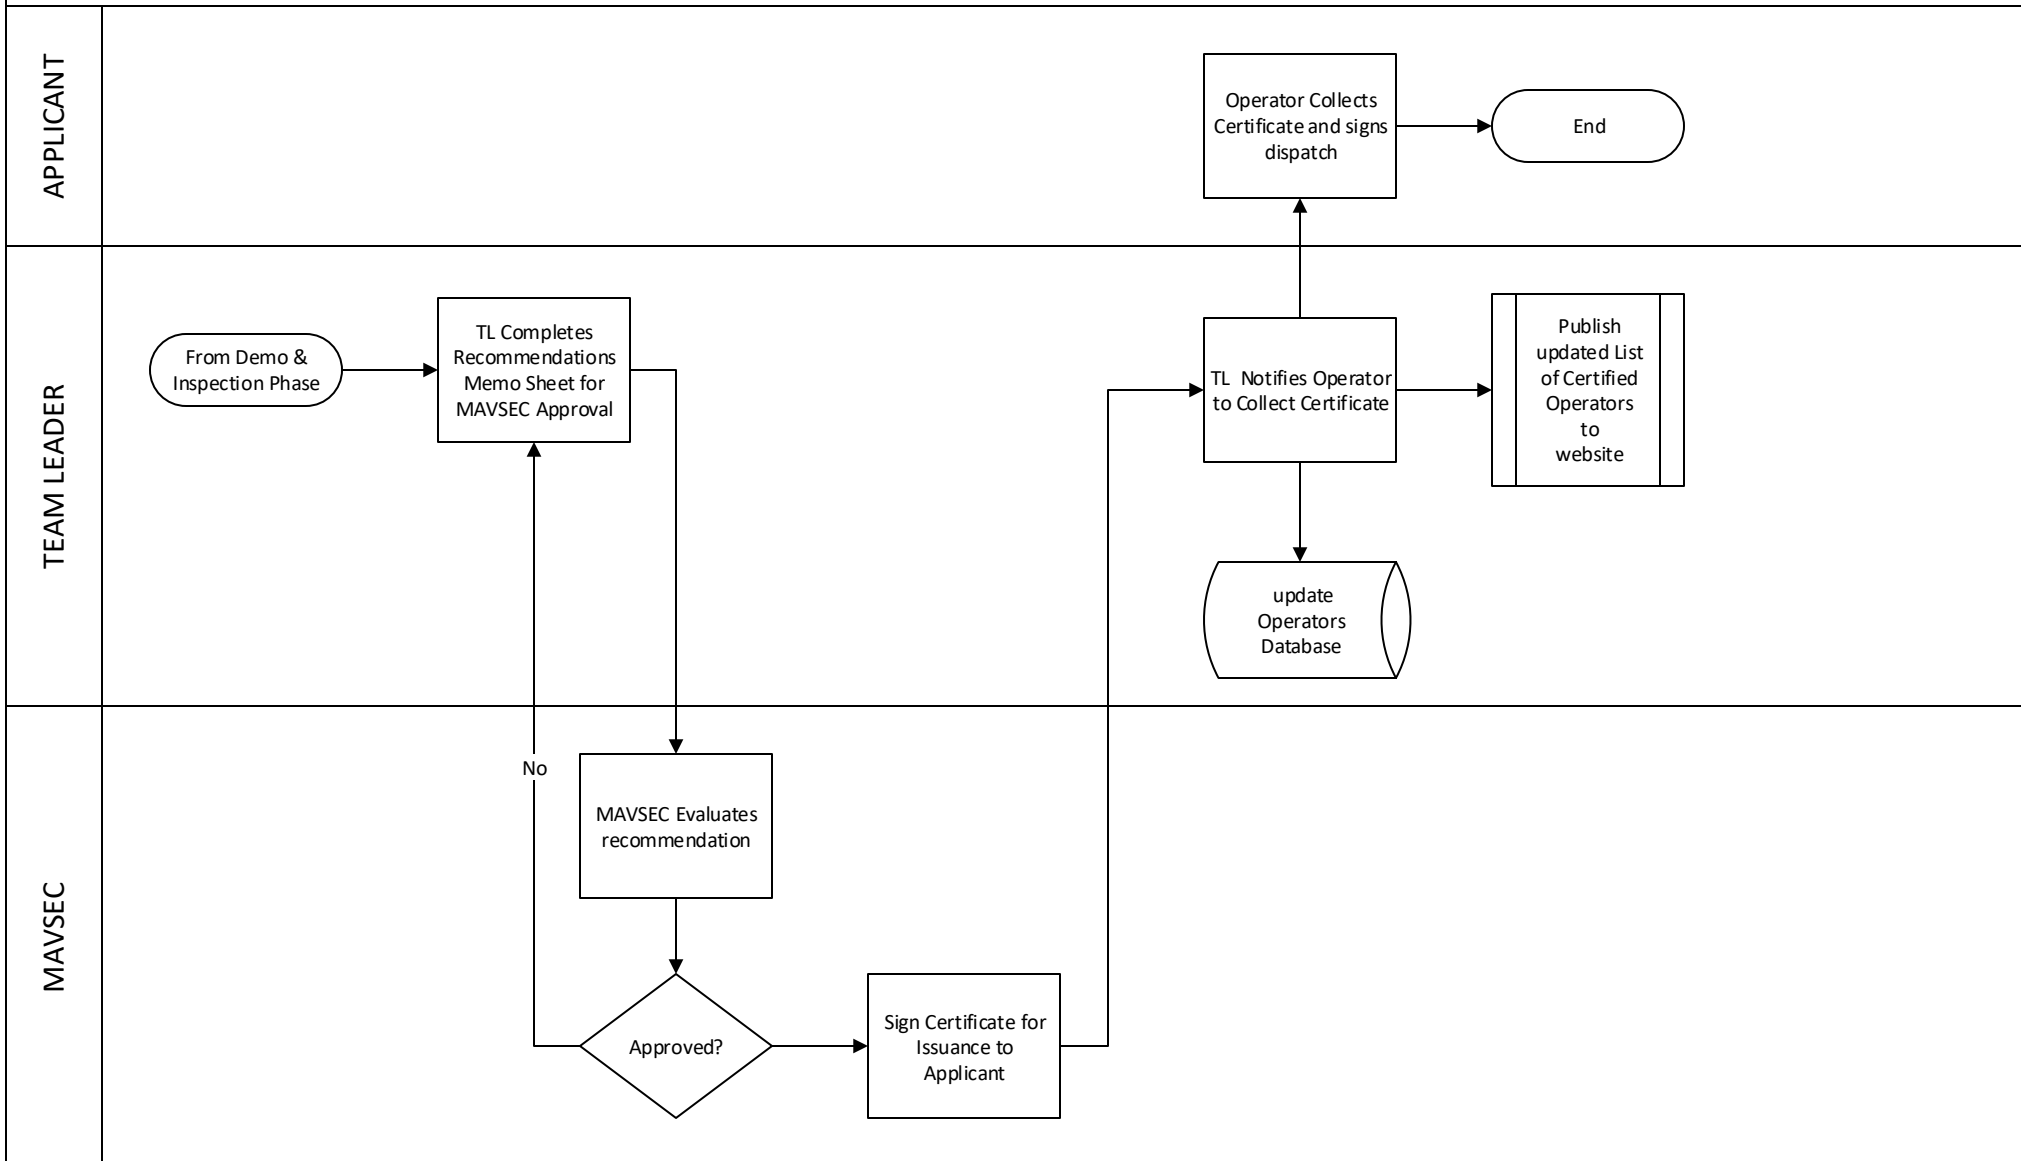 APPLICANT
Operator Collects
Certificate and signs
dispatch
End
TEAM LEADER
From Demo &
Inspection Phase
TL Completes
Recommendations
Memo Sheet for
MAVSEC Approval
TL  Notifies Operator
to Collect Certificate
Publish
updated List
of Certified
Operators
to
website
update
Operators
Database
MAVSEC
No
MAVSEC Evaluates
recommendation
Approved?
Sign Certificate for
Issuance to
Applicant